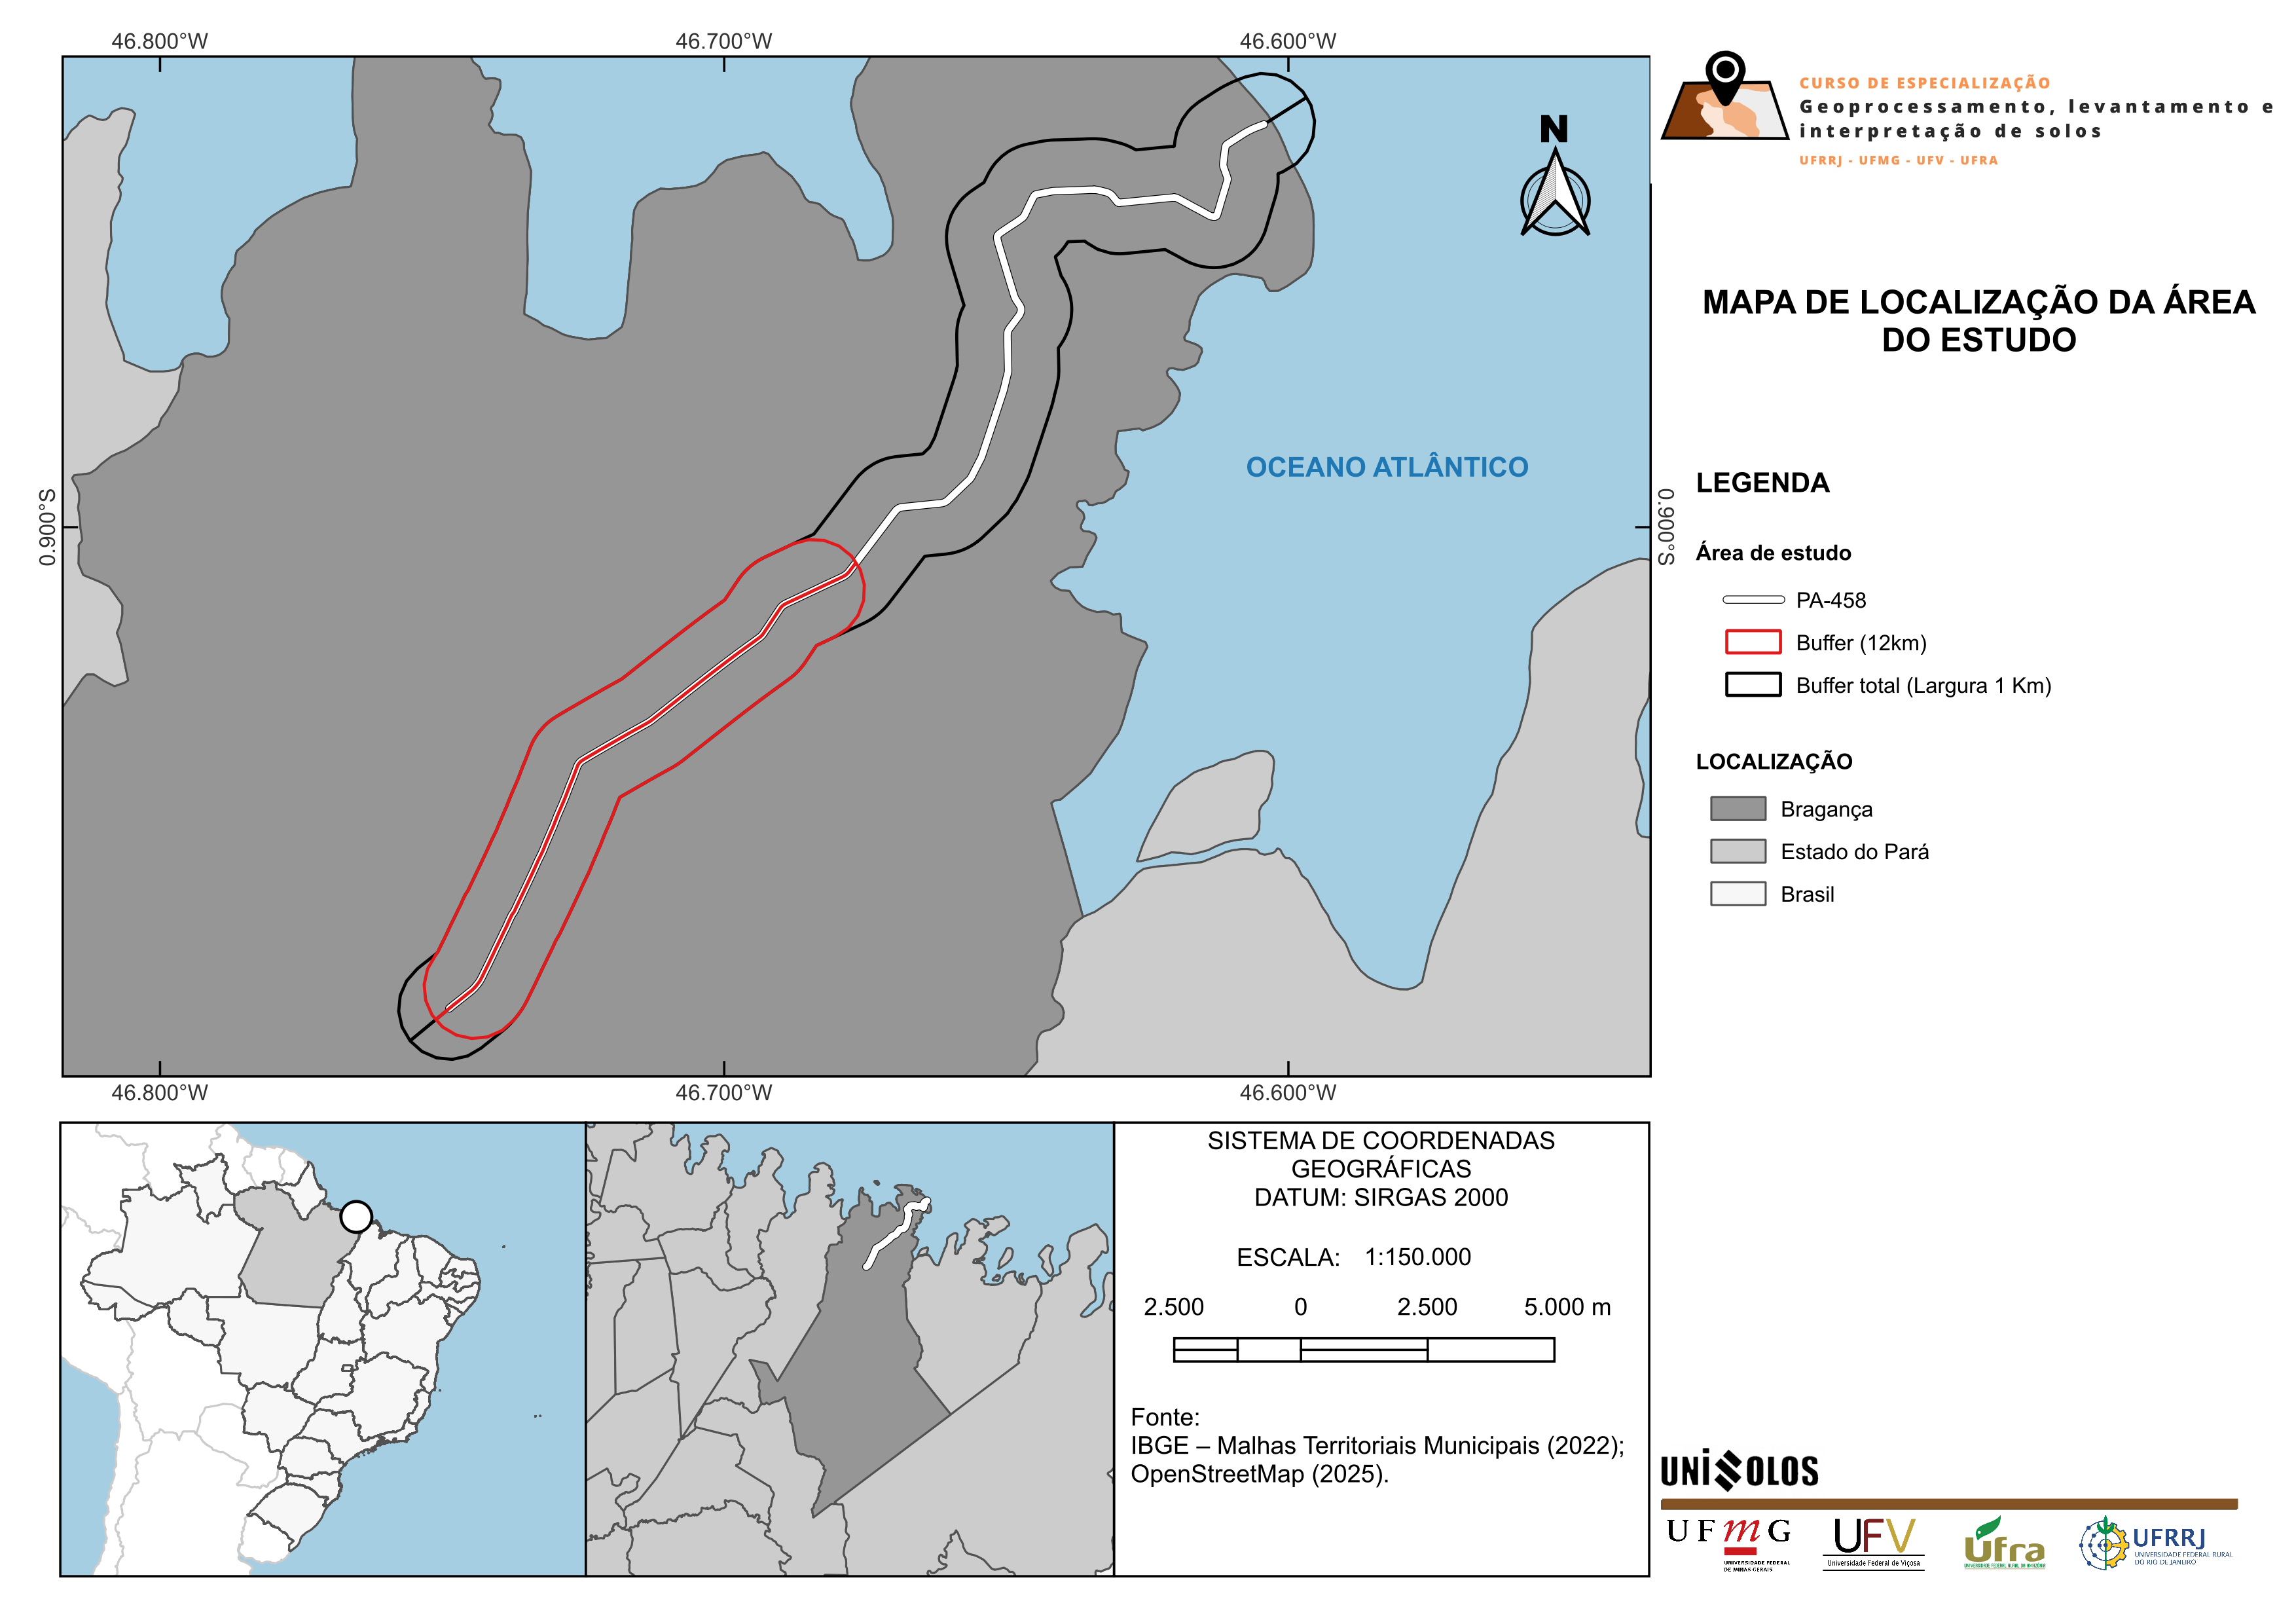 46.800°W
46.700°W
46.600°W
0.900°S
0.900°S
N
OCEANO ATLÂNTICO
46.800°W
46.700°W
46.600°W
CURSO DE ESPECIALIZAÇÃO
Geoprocessamento, levantamento e
interpretação de solos
UFRRJ - UFMG - UFV - UFRA
MAPA DE LOCALIZAÇÃO DA ÁREA
DO ESTUDO
LEGENDA
Área de estudo
PA-458
Buffer (12km)
Buffer total (Largura 1 Km)
LOCALIZAÇÃO
Bragança
Estado do Pará
Brasil
SISTEMA DE COORDENADAS
GEOGRÁFICAS
DATUM: SIRGAS 2000
ESCALA: 1:150.000
2.500 0 2.500 5.000 m
Fonte:
IBGE – Malhas Territoriais Municipais (2022);
OpenStreetMap (2025).
UNiSOLOS
UFmG
UNIVERSIDADE FEDERAL
DE MINAS GERAIS
UFV
Universidade Federal de Viçosa
Ufra
UNIVERSIDADE FEDERAL RURAL DA AMAZÔNIA
UFRRJ
UNIVERSIDADE FEDERAL RURAL
DO RIO DE JANEIRO